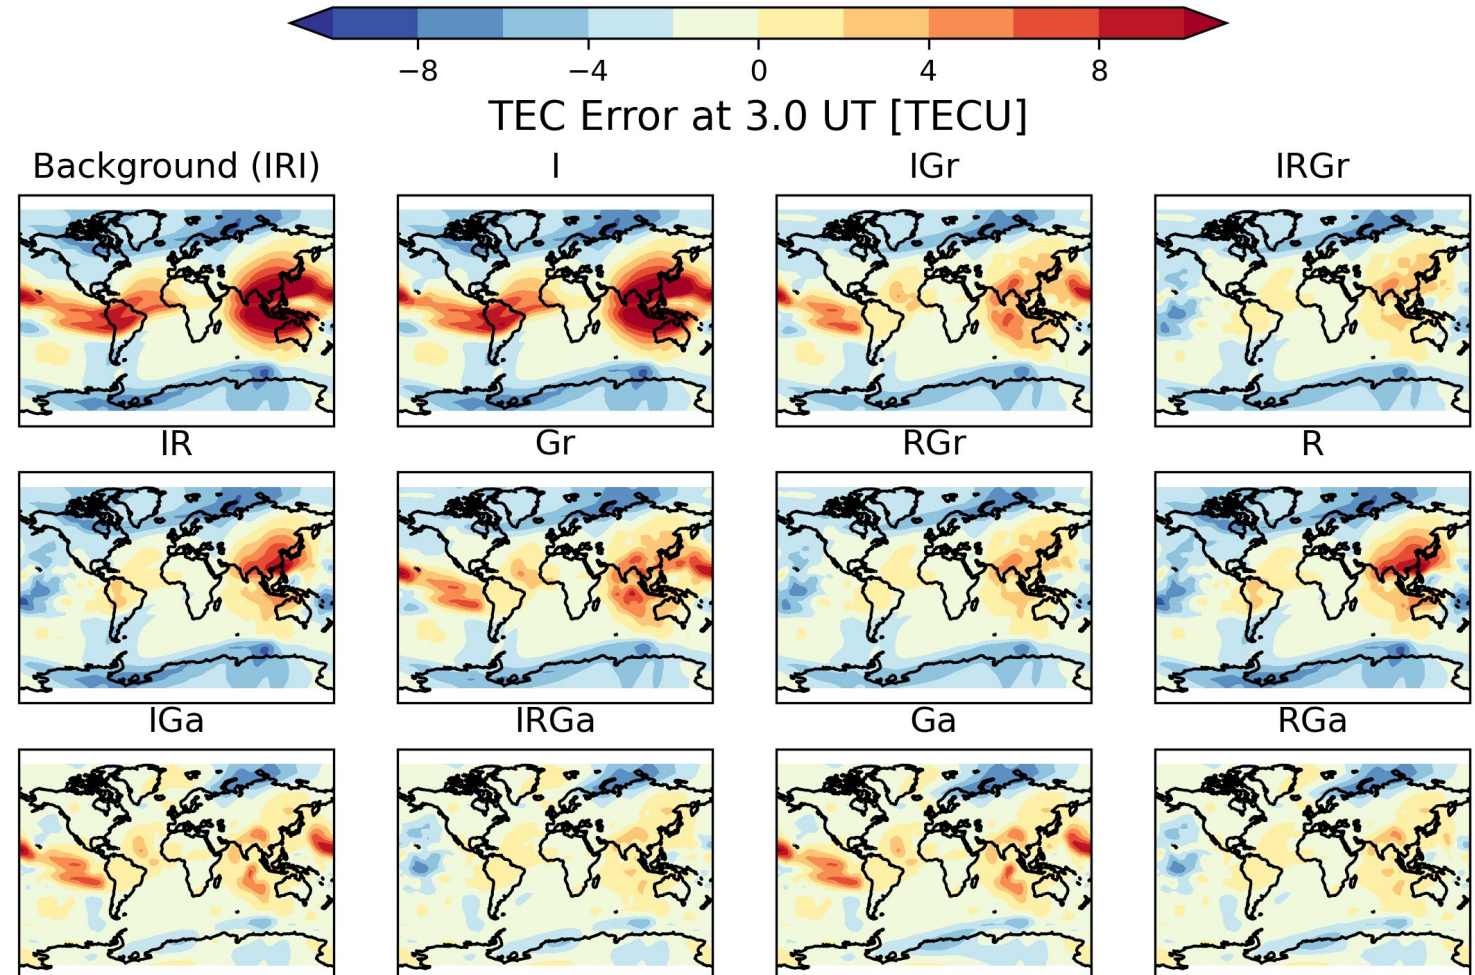 −8 −4 0 4 8
TEC Error at 3.0 UT [TECU]
Background (IRI) I IGr IRGr
IR Gr RGr R
IGa IRGa Ga RGa